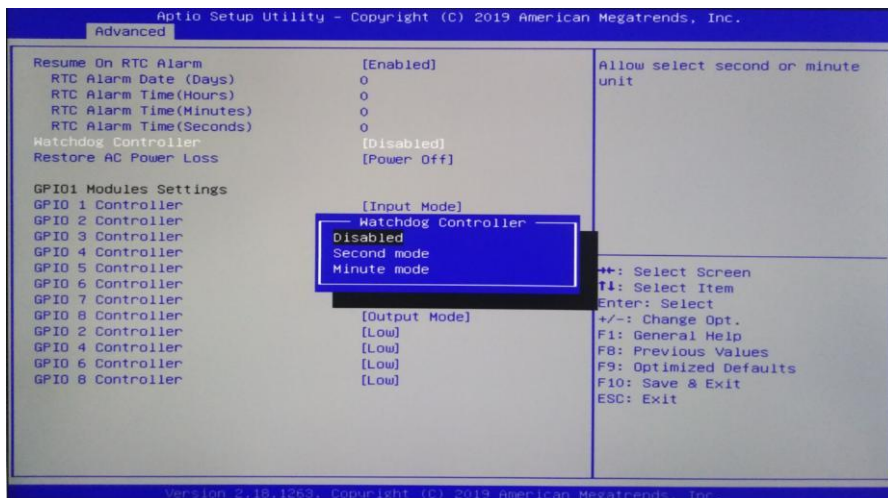 Aptio Setup Utility - Copyright (C) 2019 American Megatrends, Inc.
Advanced
Resume On RTC Alarm [Enabled]
RTC Alarm Date (Days) 0
RTC Alarm Time(Hours) 0
RTC Alarm Time(Minutes) 0
RTC Alarm Time(Seconds) 0
Watchdog Controller [Disabled]
Restore AC Power Loss [Power Off]
GPIO1 Modules Settings
GPIO 1 Controller [Input Mode]
GPIO 2 Controller
GPIO 3 Controller
GPIO 4 Controller
GPIO 5 Controller
GPIO 6 Controller
GPIO 7 Controller
GPIO 8 Controller [Output Mode]
GPIO 2 Controller [Low]
GPIO 4 Controller [Low]
GPIO 6 Controller [Low]
GPIO 8 Controller [Low]
Watchdog Controller
Disabled
Second mode
Minute mode
Allow select second or minute
unit
→←: Select Screen
↑↓: Select Item
Enter: Select
+/-: Change Opt.
F1: General Help
F8: Previous Values
F9: Optimized Defaults
F10: Save & Exit
ESC: Exit
Version 2.18.1263. Copyright (C) 2019 American Megatrends, Inc.